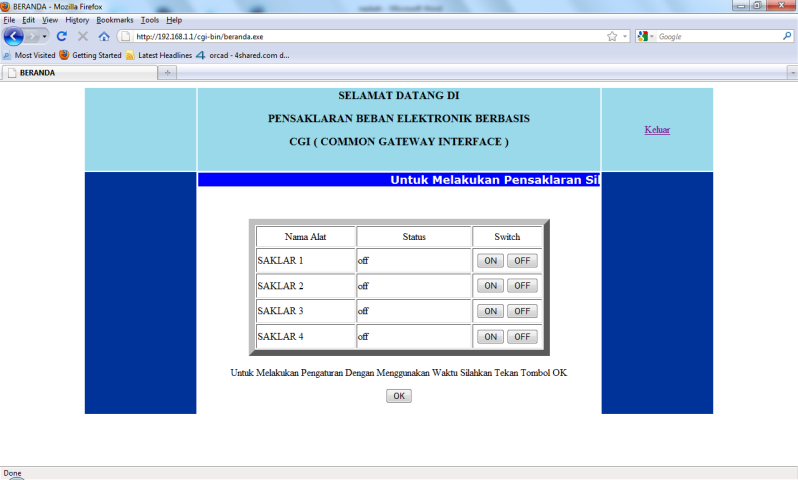 BERANDA - Mozilla Firefox
File Edit View History Bookmarks Tools Help
http://192.168.1.1/cgi-bin/beranda.exe
Google
Most Visited Getting Started Latest Headlines orcad - 4shared.com d...
BERANDA
SELAMAT DATANG DI
PENSAKLARAN BEBAN ELEKTRONIK BERBASIS
CGI ( COMMON GATEWAY INTERFACE )
Keluar
Untuk Melakukan Pensaklaran Sil
Nama Alat Status Switch
SAKLAR 1 off ON OFF
SAKLAR 2 off ON OFF
SAKLAR 3 off ON OFF
SAKLAR 4 off ON OFF
Untuk Melakukan Pengaturan Dengan Menggunakan Waktu Silahkan Tekan Tombol OK
OK
Done